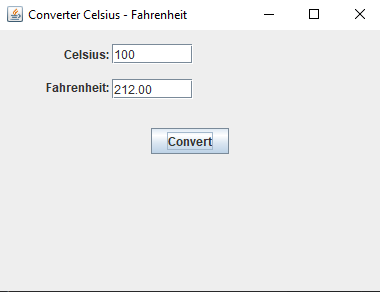 Converter Celsius - Fahrenheit
Celsius: 100
Fahrenheit: 212.00
Convert